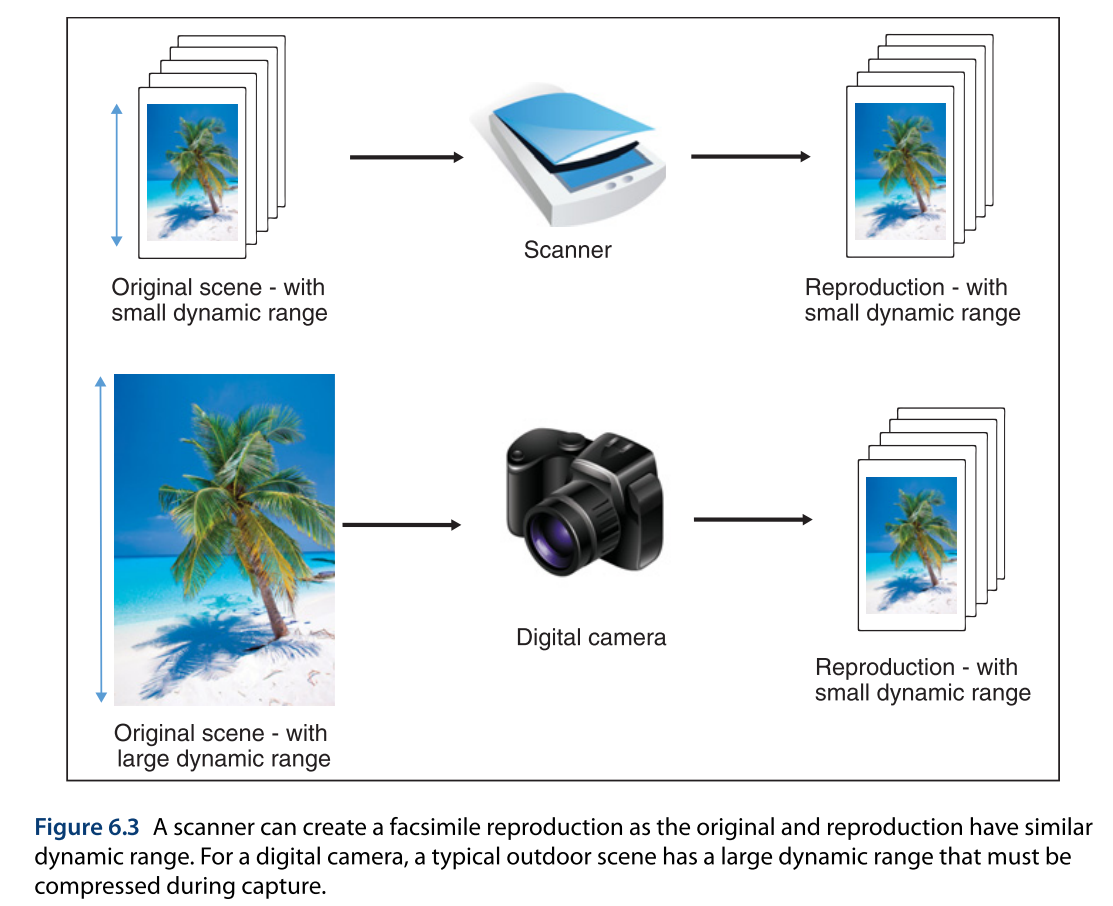 Original scene - with
small dynamic range
Scanner
Reproduction - with
small dynamic range
Original scene - with
large dynamic range
Digital camera
Reproduction - with
small dynamic range
Figure 6.3 A scanner can create a facsimile reproduction as the original and reproduction have similar
dynamic range. For a digital camera, a typical outdoor scene has a large dynamic range that must be
compressed during capture.